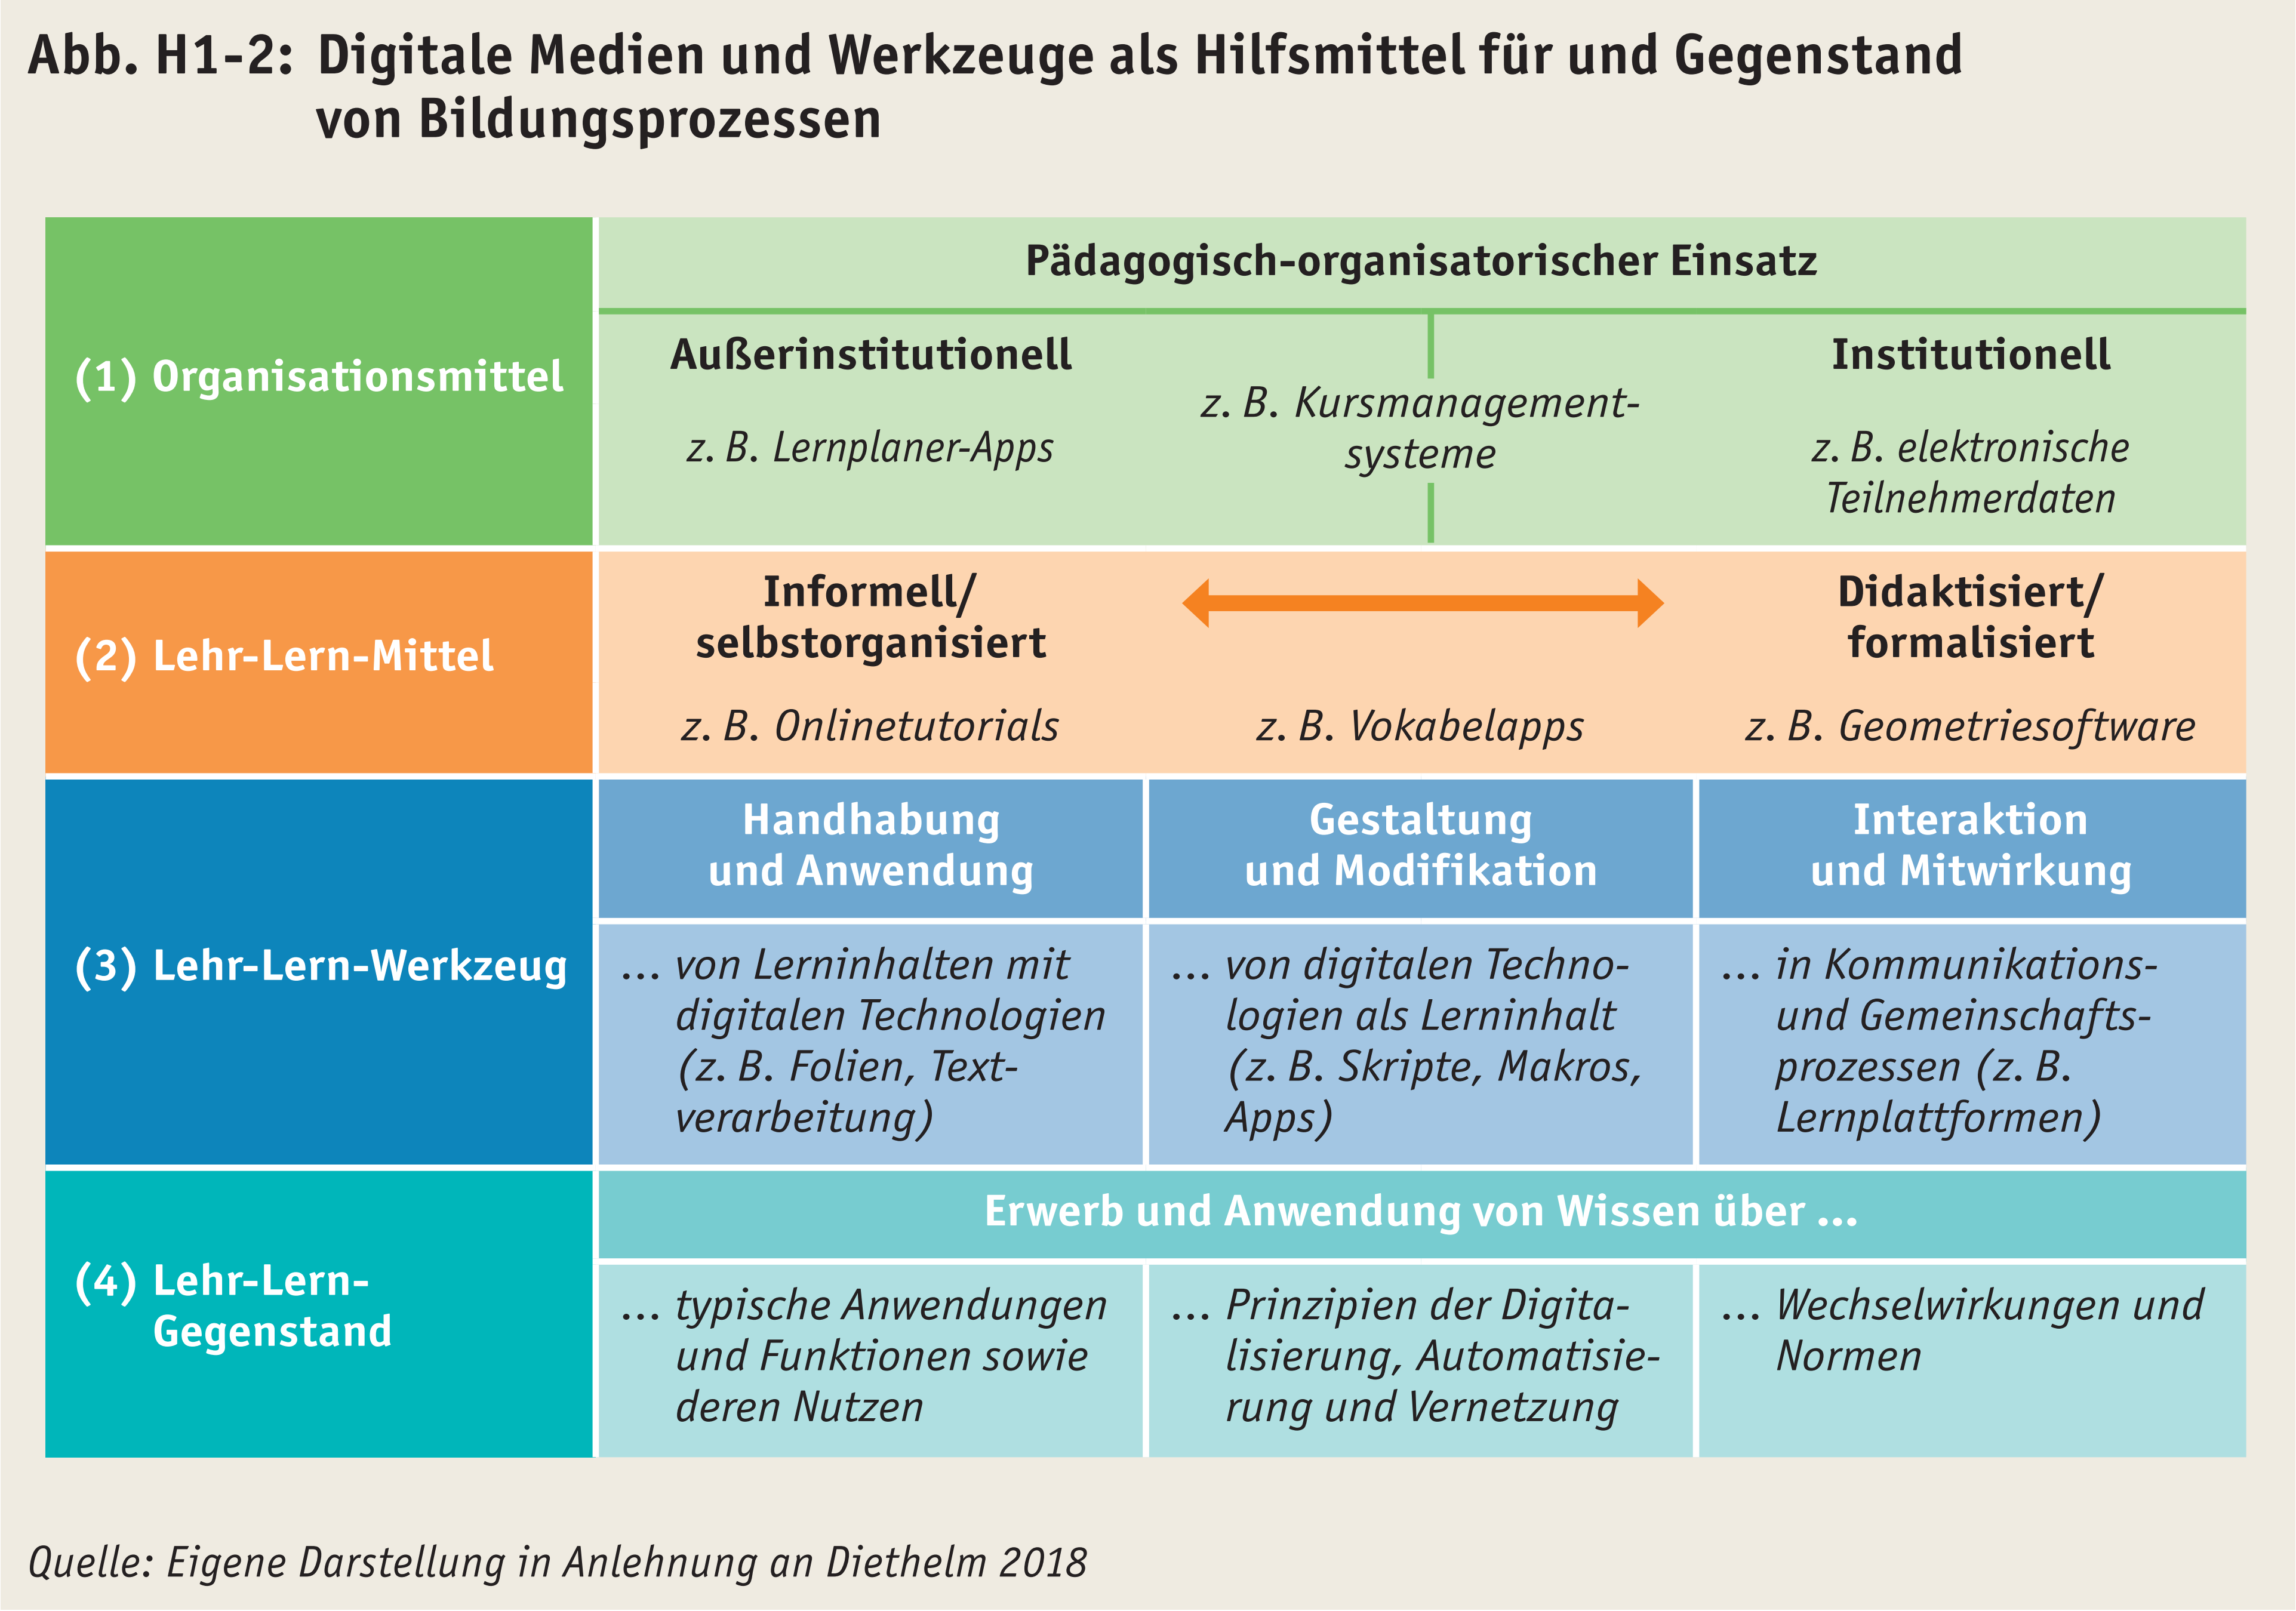 Abb. H1-2: Digitale Medien und Werkzeuge als Hilfsmittel für und Gegenstand
von Bildungsprozessen
(1) Organisationsmittel
Pädagogisch-organisatorischer Einsatz
Außerinstitutionell
z. B. Lernplaner-Apps
z. B. Kursmanagement-
systeme
Institutionell
z. B. elektronische
Teilnehmerdaten
(2) Lehr-Lern-Mittel
Informell/
selbstorganisiert
z. B. Onlinetutorials
z. B. Vokabelapps
Didaktisiert/
formalisiert
z. B. Geometriesoftware
(3) Lehr-Lern-Werkzeug
Handhabung
und Anwendung
... von Lerninhalten mit
digitalen Technologien
(z. B. Folien, Text-
verarbeitung)
Gestaltung
und Modifikation
... von digitalen Techno-
logien als Lerninhalt
(z. B. Skripte, Makros,
Apps)
Interaktion
und Mitwirkung
... in Kommunikations-
und Gemeinschafts-
prozessen (z. B.
Lernplattformen)
(4) Lehr-Lern-
Gegenstand
Erwerb und Anwendung von Wissen über ...
... typische Anwendungen
und Funktionen sowie
deren Nutzen
... Prinzipien der Digita-
lisierung, Automatisie-
rung und Vernetzung
... Wechselwirkungen und
Normen
Quelle: Eigene Darstellung in Anlehnung an Diethelm 2018